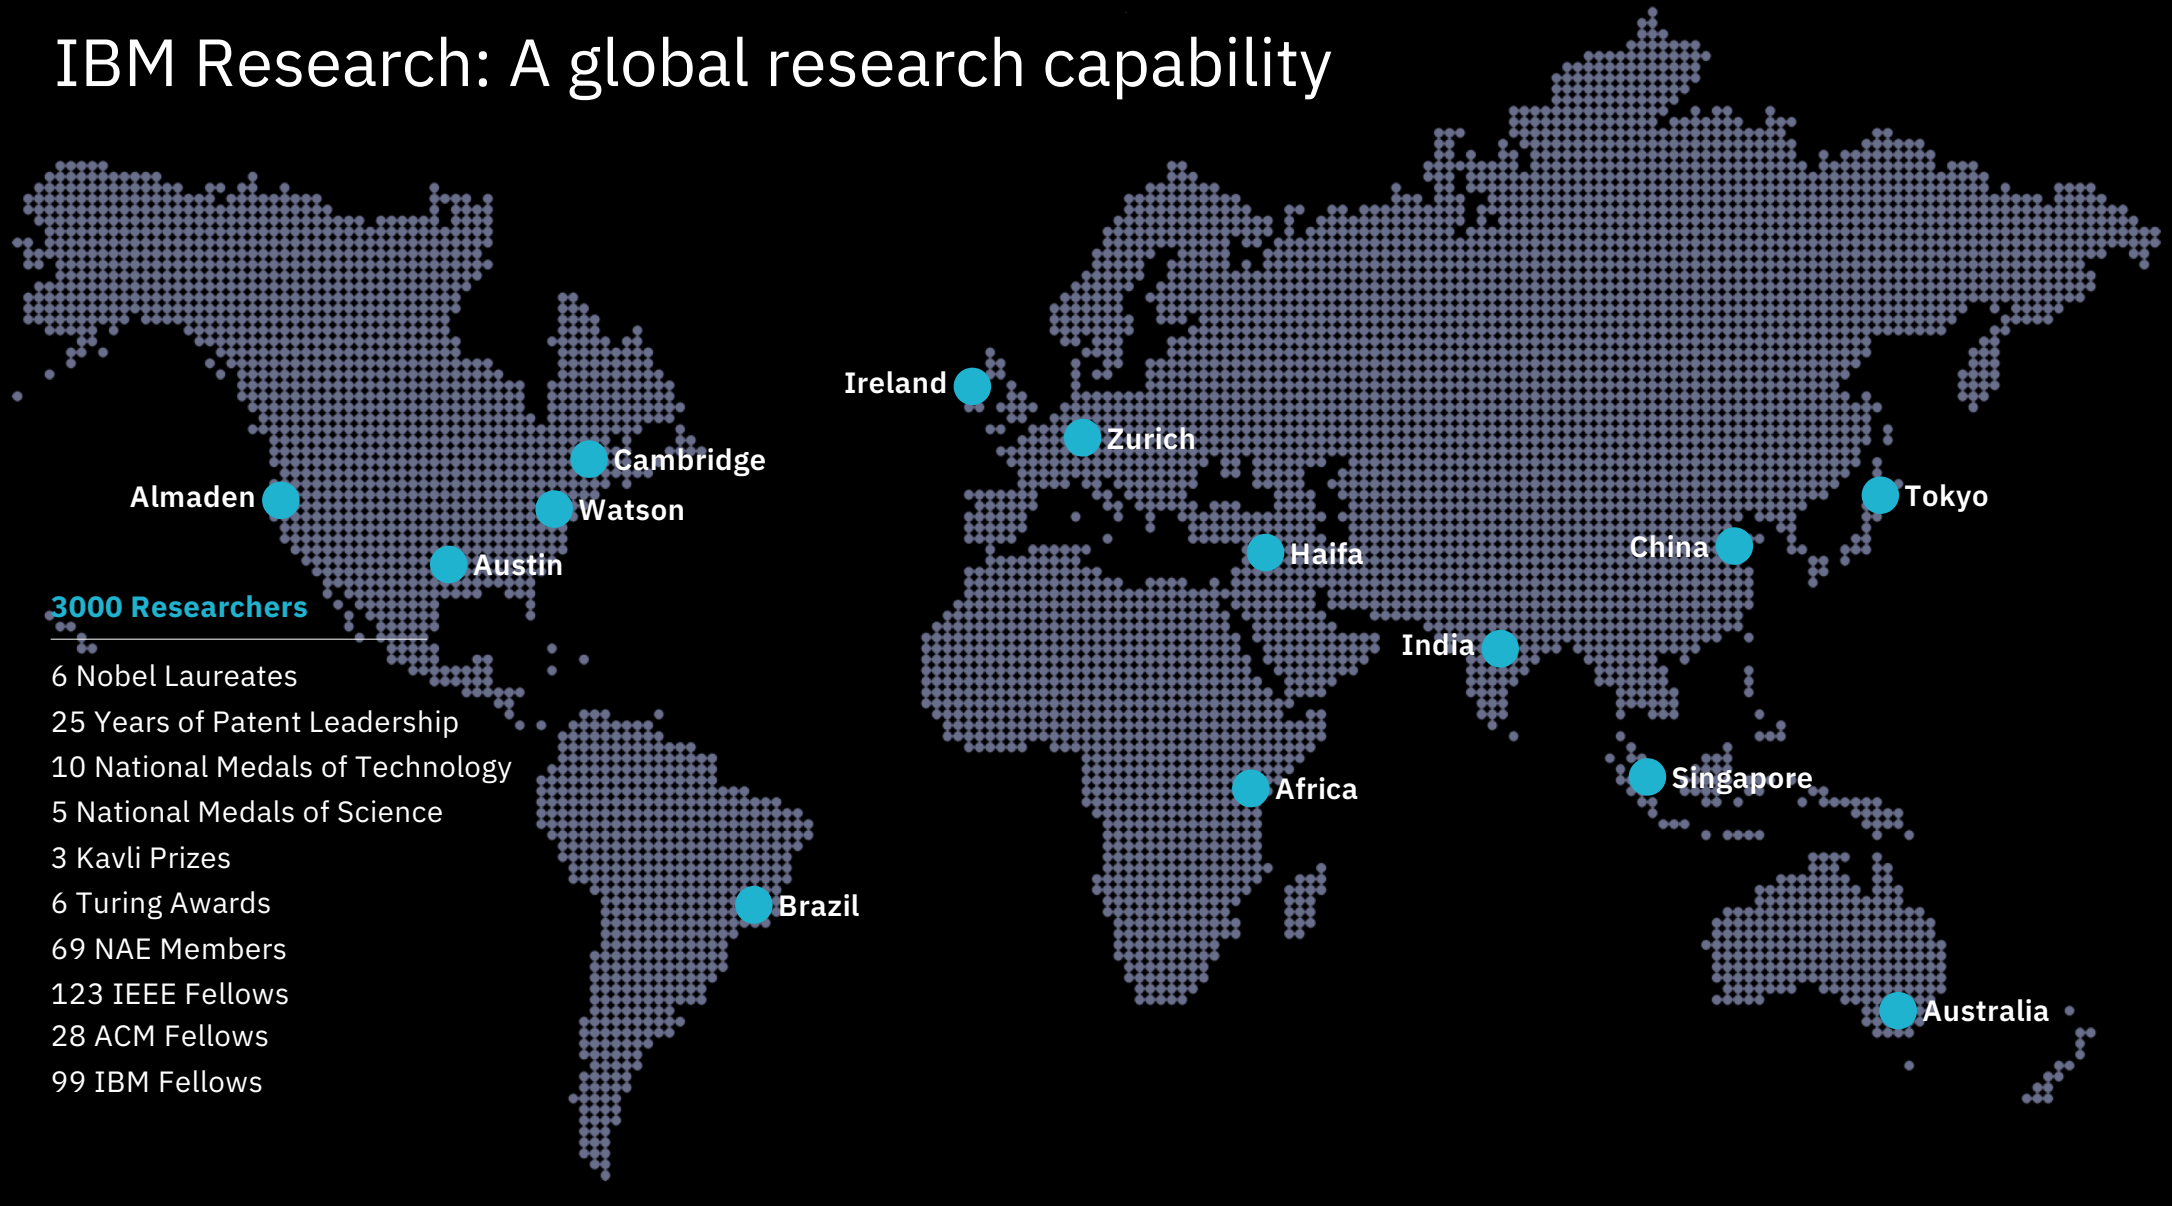 IBM Research: A global research capability
Ireland
Zurich
Cambridge
Almaden
Watson
Tokyo
China
Haifa
Austin
3000 Researchers
India
6 Nobel Laureates
25 Years of Patent Leadership
10 National Medals of Technology
Singapore
Africa
5 National Medals of Science
3 Kavli Prizes
6 Turing Awards
Brazil
69 NAE Members
123 IEEE Fellows
Australia
28 ACM Fellows
99 IBM Fellows